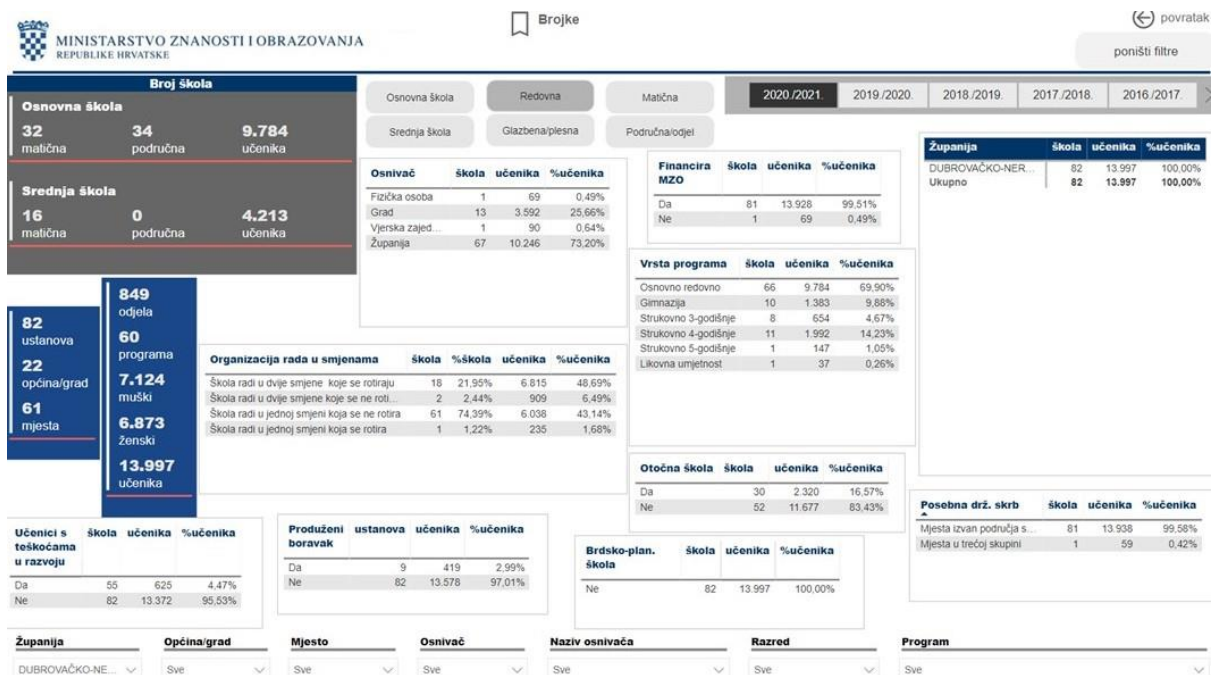 MINISTARSTVO ZNANOSTI I OBRAZOVANJA
REPUBLIKE HRVATSKE
Brojke
povratak
poništi filtre
Broj škola
Osnovna škola
32 34 9.784
matična područna učenika
Srednja škola
16 0 4.213
matična područna učenika
Osnovna škola Redovna Matična
Srednja škola Glazbena/plesna Područna/odjel
2020./2021. 2019./2020. 2018./2019. 2017./2018. 2016./2017.
Osnivač škola učenika %učenika
Fizička osoba 1 69 0,49%
Grad 13 3.592 25,66%
Vjerska zajed... 1 90 0,64%
Županija 67 10.246 73,20%
Financira MZO škola učenika %učenika
Da 81 13.928 99,51%
Ne 1 69 0,49%
Županija škola učenika %učenika
DUBROVAČKO-NER... 82 13.997 100,00%
Ukupno 82 13.997 100,00%
Vrsta programa škola učenika %učenika
Osnovno redovno 66 9.784 69,90%
Gimnazija 10 1.383 9,88%
Strukovno 3-godišnje 8 654 4,67%
Strukovno 4-godišnje 11 1.992 14,23%
Strukovno 5-godišnje 1 147 1,05%
Likovna umjetnost 1 37 0,26%
82
ustanova
22
općina/grad
61
mjesta
849
odjela
60
programa
7.124
muški
6.873
ženski
13.997
učenika
Organizacija rada u smjenama škola %škola učenika %učenika
Škola radi u dvije smjene koje se rotiraju 18 21,95% 6.815 48,69%
Škola radi u dvije smjene koje se ne roti... 2 2,44% 909 6,49%
Škola radi u jednoj smjeni koja se ne rotira 61 74,39% 6.038 43,14%
Škola radi u jednoj smjeni koja se rotira 1 1,22% 235 1,68%
Otočna škola škola učenika %učenika
Da 30 2.320 16,57%
Ne 52 11.677 83,43%
Posebna drž. skrb škola učenika %učenika
Mjesta izvan područja s... 81 13.938 99,58%
Mjesta u trećoj skupini 1 59 0,42%
Učenici s teškoćama u razvoju škola učenika %učenika
Da 55 625 4,47%
Ne 82 13.372 95,53%
Produženi boravak ustanova učenika %učenika
Da 9 419 2,99%
Ne 82 13.578 97,01%
Brdsko-plan. škola škola učenika %učenika
Ne 82 13.997 100,00%
Županija Općina/grad Mjesto Osnivač Naziv osnivača Razred Program
DUBROVAČKO-NE... Sve Sve Sve Sve Sve Sve